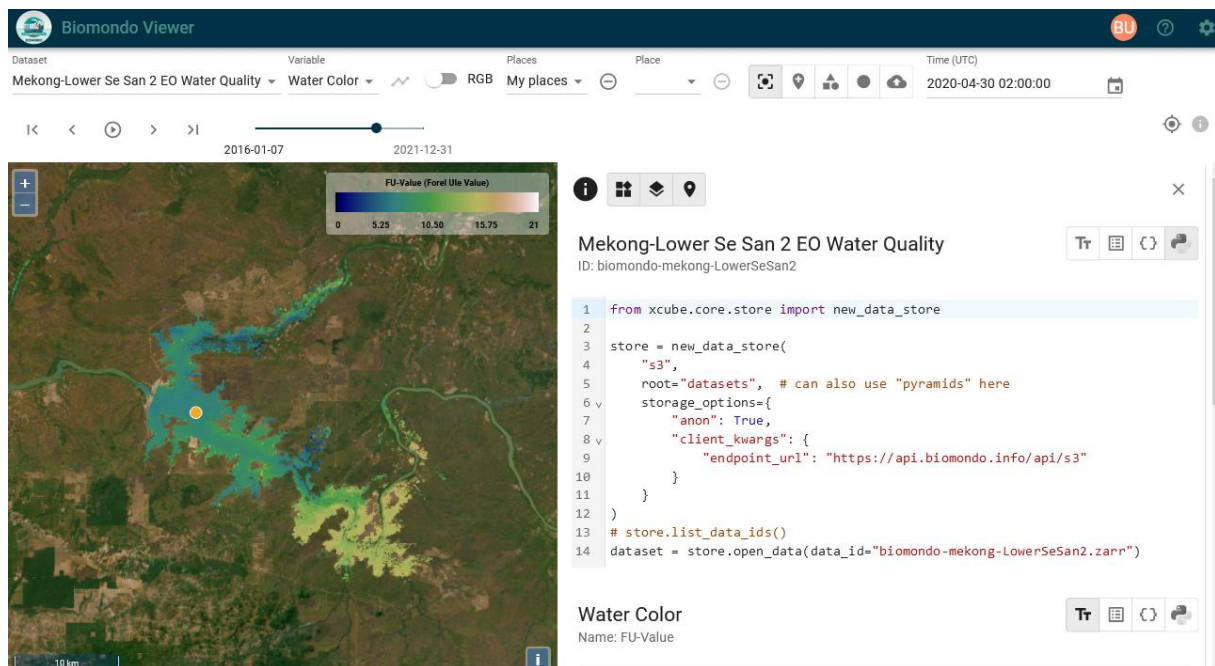 Biomondo Viewer
BU
Dataset
Variable
Places
Place
Time (UTC)
Mekong-Lower Se San 2 EO Water Quality
Water Color
RGB
My places
2020-04-30 02:00:00
2016-01-07
2021-12-31
+
−
FU-Value (Forel Ule Value)
0 5.25 10.50 15.75 21
10 km
i
Mekong-Lower Se San 2 EO Water Quality
ID: biomondo-mekong-LowerSeSan2
1 from xcube.core.store import new_data_store
2
3 store = new_data_store(
4 "s3",
5 root="datasets",  # can also use "pyramids" here
6 storage_options={
7 "anon": True,
8 "client_kwargs": {
9 "endpoint_url": "https://api.biomondo.info/api/s3"
10 }
11 }
12 )
13 # store.list_data_ids()
14 dataset = store.open_data(data_id="biomondo-mekong-LowerSeSan2.zarr")
Water Color
Name: FU-Value